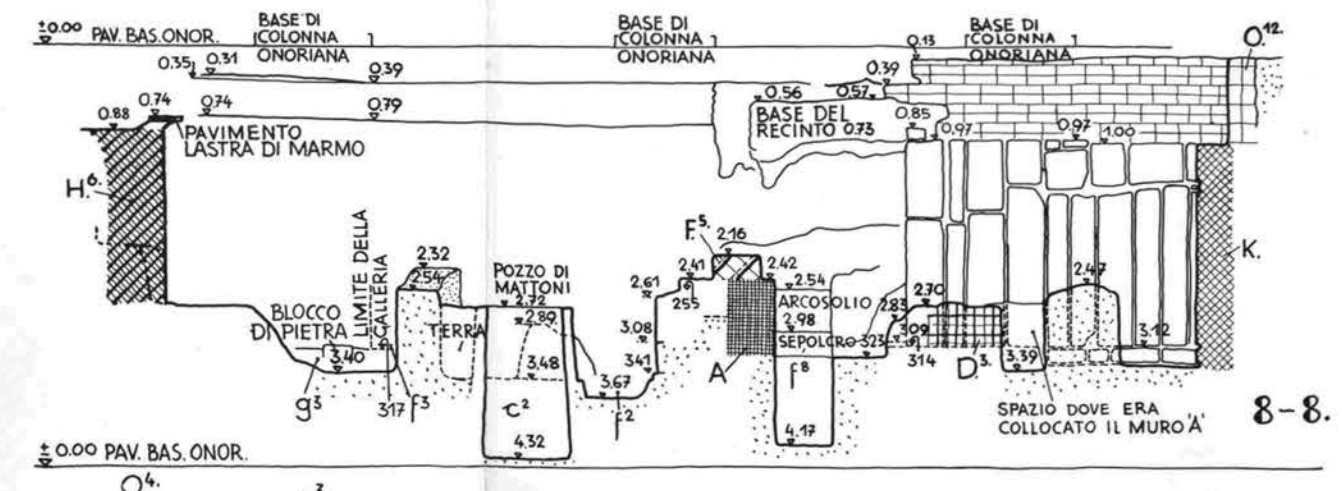 ±0.00 PAV. BAS. ONOR.
BASE DI
COLONNA
ONORIANA
BASE DI
COLONNA
ONORIANA
BASE DI
COLONNA
ONORIANA
0.13
O.12.
0.35
0.31
0.39
0.39
0.88
0.74
0.74
0.79
0.56
0.57
BASE DEL
RECINTO 0.73
0.85
0.97
0.97
1.00
PAVIMENTO
LASTRA DI MARMO
H.6.
K.
LIMITE DELLA
GALLERIA
BLOCCO
DI PIETRA
3.40
g3
317
f3
2.32
2.54
TERRA
POZZO DI
MATTONI
2.72
2.89
3.48
c2
4.32
3.67
f2
2.61
3.08
341
2.41
255
F.5.
2.16
2.42
A
2.54
ARCOSOLIO
2.98
SEPOLCRO
323
f8
4.17
2.83
2.70
3.09
314
D.3.
3.39
2.47
3.12
SPAZIO DOVE ERA
COLLOCATO IL MURO 'A'
8-8.
± 0.00 PAV. BAS. ONOR.
O4.